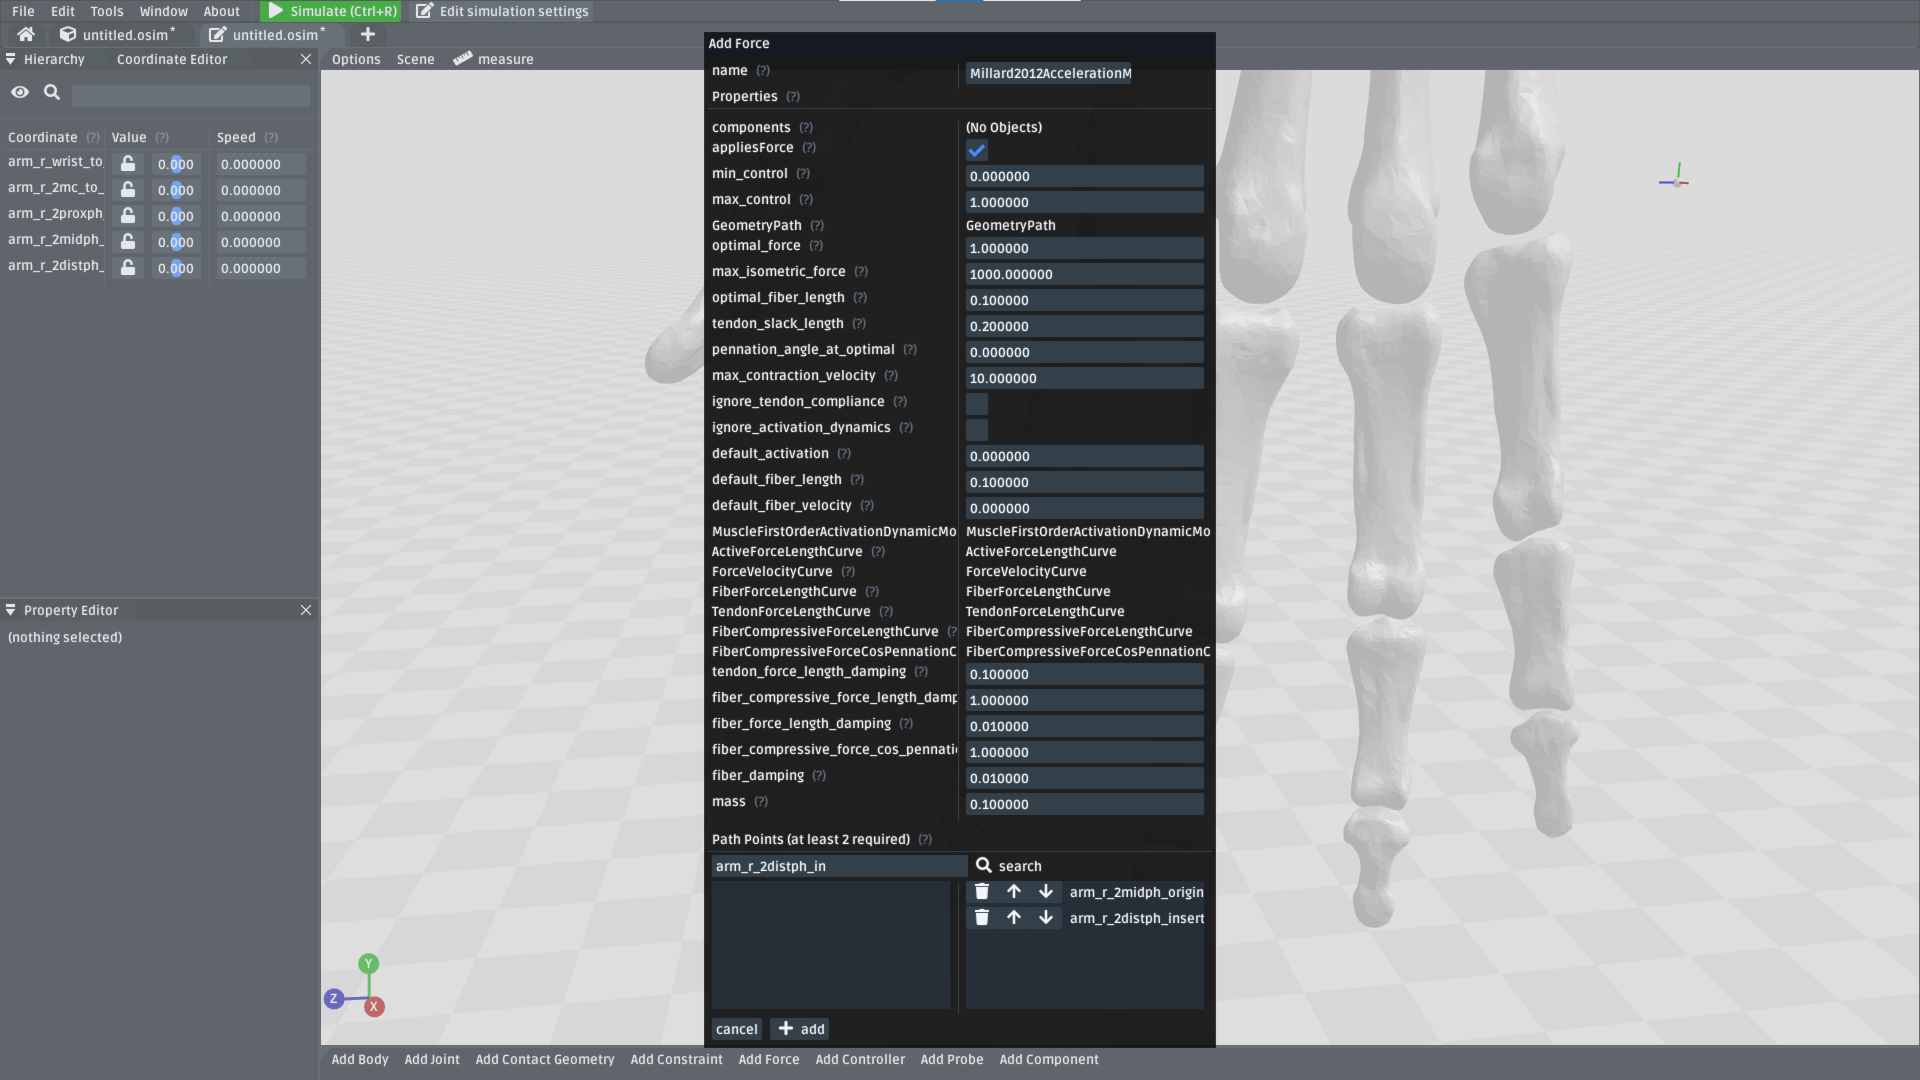 File Edit Tools Window About Simulate (Ctrl+R) Edit simulation settings
untitled.osim* untitled.osim*
Hierarchy Coordinate Editor
Options Scene measure
Coordinate (?) Value (?) Speed (?)
arm_r_wrist_to 0.000 0.000000
arm_r_2mc_to_ 0.000 0.000000
arm_r_2proxph 0.000 0.000000
arm_r_2midph_ 0.000 0.000000
arm_r_2distph_ 0.000 0.000000
Property Editor
(nothing selected)
Add Force
name (?) Millard2012AccelerationM
Properties (?)
components (?) (No Objects)
appliesForce (?)
min_control (?) 0.000000
max_control (?) 1.000000
GeometryPath (?) GeometryPath
optimal_force (?) 1.000000
max_isometric_force (?) 1000.000000
optimal_fiber_length (?) 0.100000
tendon_slack_length (?) 0.200000
pennation_angle_at_optimal (?) 0.000000
max_contraction_velocity (?) 10.000000
ignore_tendon_compliance (?)
ignore_activation_dynamics (?)
default_activation (?) 0.000000
default_fiber_length (?) 0.100000
default_fiber_velocity (?) 0.000000
MuscleFirstOrderActivationDynamicMo MuscleFirstOrderActivationDynamicMo
ActiveForceLengthCurve (?) ActiveForceLengthCurve
ForceVelocityCurve (?) ForceVelocityCurve
FiberForceLengthCurve (?) FiberForceLengthCurve
TendonForceLengthCurve (?) TendonForceLengthCurve
FiberCompressiveForceLengthCurve (? FiberCompressiveForceLengthCurve
FiberCompressiveForceCosPennationC FiberCompressiveForceCosPennationC
tendon_force_length_damping (?) 0.100000
fiber_compressive_force_length_damp 1.000000
fiber_force_length_damping (?) 0.010000
fiber_compressive_force_cos_pennati 1.000000
fiber_damping (?) 0.010000
mass (?) 0.100000
Path Points (at least 2 required) (?)
arm_r_2distph_in search
arm_r_2midph_origin
arm_r_2distph_insert
cancel add
Y
Z
X
Add Body Add Joint Add Contact Geometry Add Constraint Add Force Add Controller Add Probe Add Component